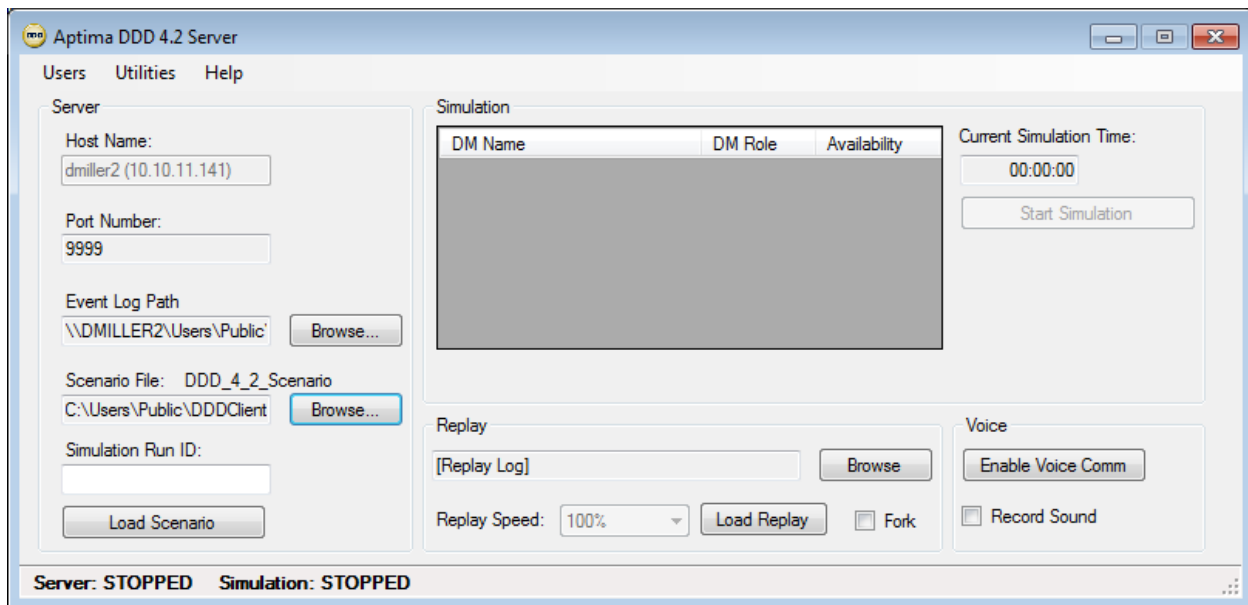 Aptima DDD 4.2 Server
Users Utilities Help
Server
Host Name:
dmiller2 (10.10.11.141)
Port Number:
9999
Event Log Path
\\DMILLER2\Users\Public
Browse...
Scenario File: DDD_4_2_Scenario
C:\Users\Public\DDDClient
Browse...
Simulation Run ID:
Load Scenario
Simulation
DM Name DM Role Availability
Current Simulation Time:
00:00:00
Start Simulation
Replay
[Replay Log]
Browse
Replay Speed: 100% Load Replay Fork
Voice
Enable Voice Comm
Record Sound
Server: STOPPED Simulation: STOPPED